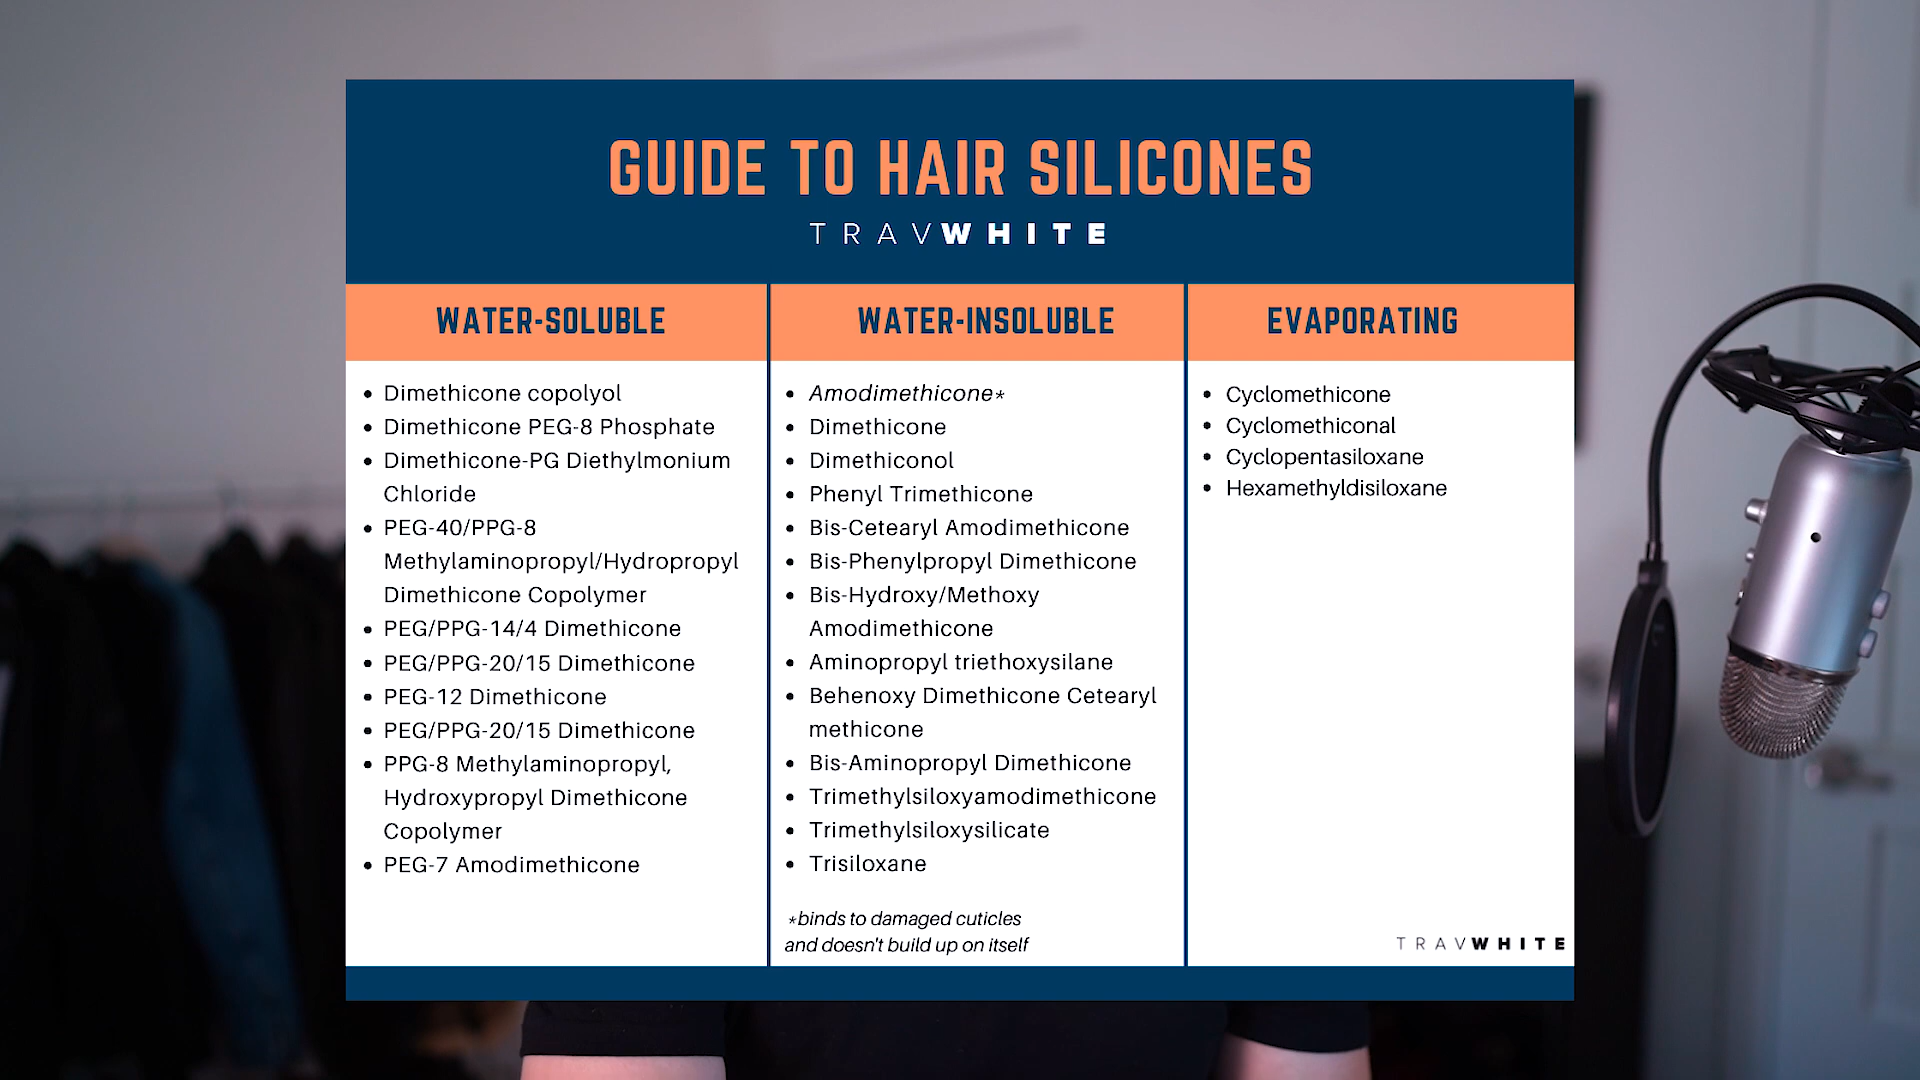 GUIDE TO HAIR SILICONES
TRAVWHITE
WATER-SOLUBLE
• Dimethicone copolyol
• Dimethicone PEG-8 Phosphate
• Dimethicone-PG Diethylmonium
Chloride
• PEG-40/PPG-8
Methylaminopropyl/Hydropropyl
Dimethicone Copolymer
• PEG/PPG-14/4 Dimethicone
• PEG/PPG-20/15 Dimethicone
• PEG-12 Dimethicone
• PEG/PPG-20/15 Dimethicone
• PPG-8 Methylaminopropyl,
Hydroxypropyl Dimethicone
Copolymer
• PEG-7 Amodimethicone
WATER-INSOLUBLE
• Amodimethicone*
• Dimethicone
• Dimethiconol
• Phenyl Trimethicone
• Bis-Cetearyl Amodimethicone
• Bis-Phenylpropyl Dimethicone
• Bis-Hydroxy/Methoxy
Amodimethicone
• Aminopropyl triethoxysilane
• Behenoxy Dimethicone Cetearyl
methicone
• Bis-Aminopropyl Dimethicone
• Trimethylsiloxyamodimethicone
• Trimethylsiloxysilicate
• Trisiloxane
*binds to damaged cuticles
and doesn't build up on itself
EVAPORATING
• Cyclomethicone
• Cyclomethiconal
• Cyclopentasiloxane
• Hexamethyldisiloxane
TRAVWHITE